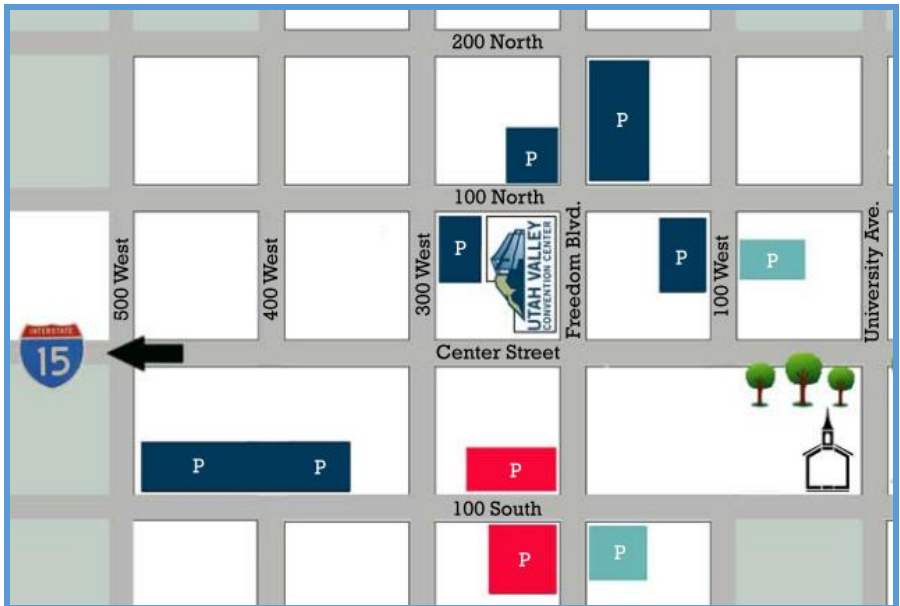 200 North
P
P
100 North
500 West
400 West
300 West
P
UTAH VALLEY
CONVENTION CENTER
Freedom Blvd.
P
100 West
P
University Ave.
INTERSTATE
15
Center Street
P
P
P
100 South
P
P